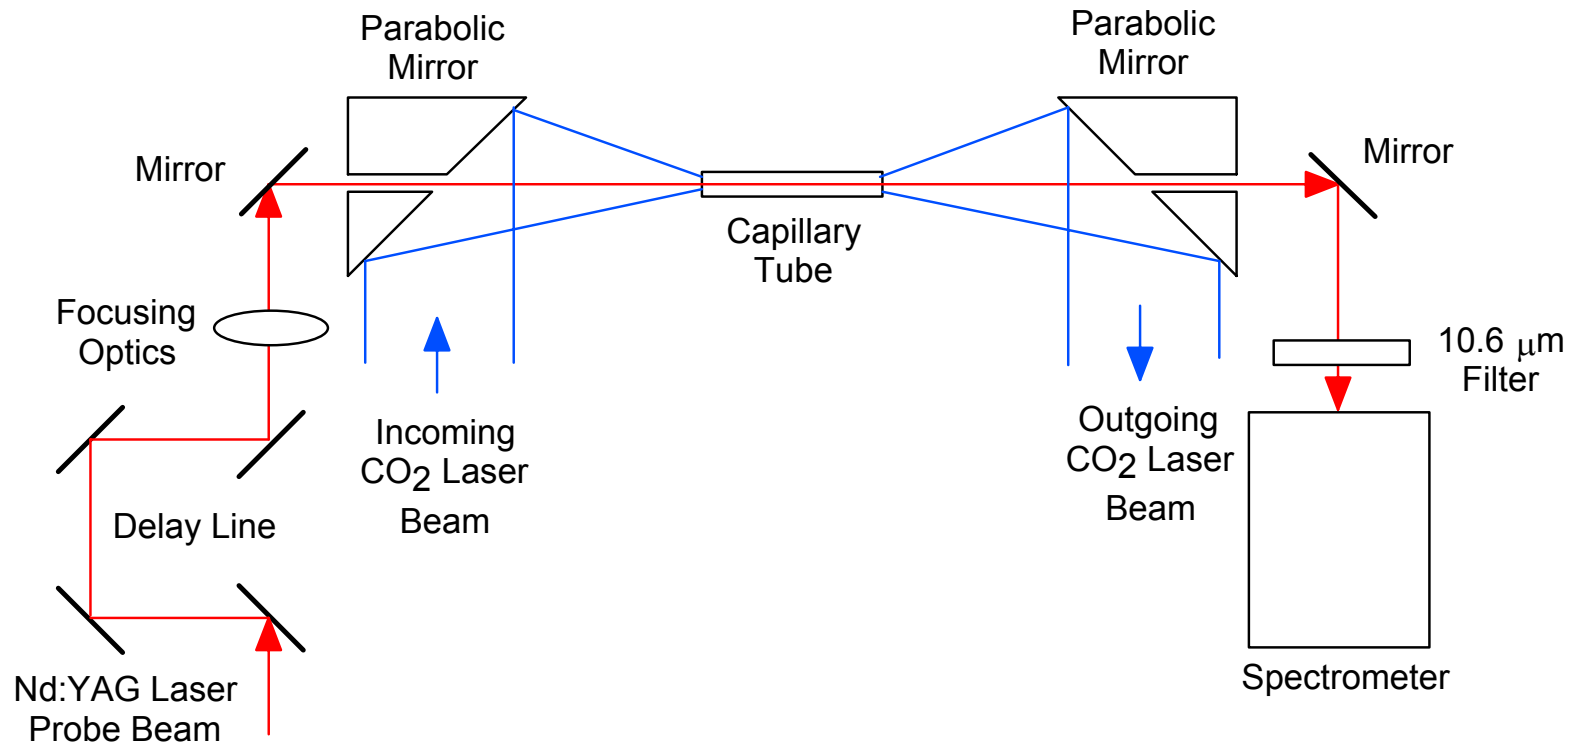 Parabolic
Mirror
Parabolic
Mirror
Mirror
Mirror
Capillary
Tube
Focusing
Optics
10.6 μm
Filter
Incoming
CO2 Laser
Beam
Outgoing
CO2 Laser
Beam
Delay Line
Nd:YAG Laser
Probe Beam
Spectrometer